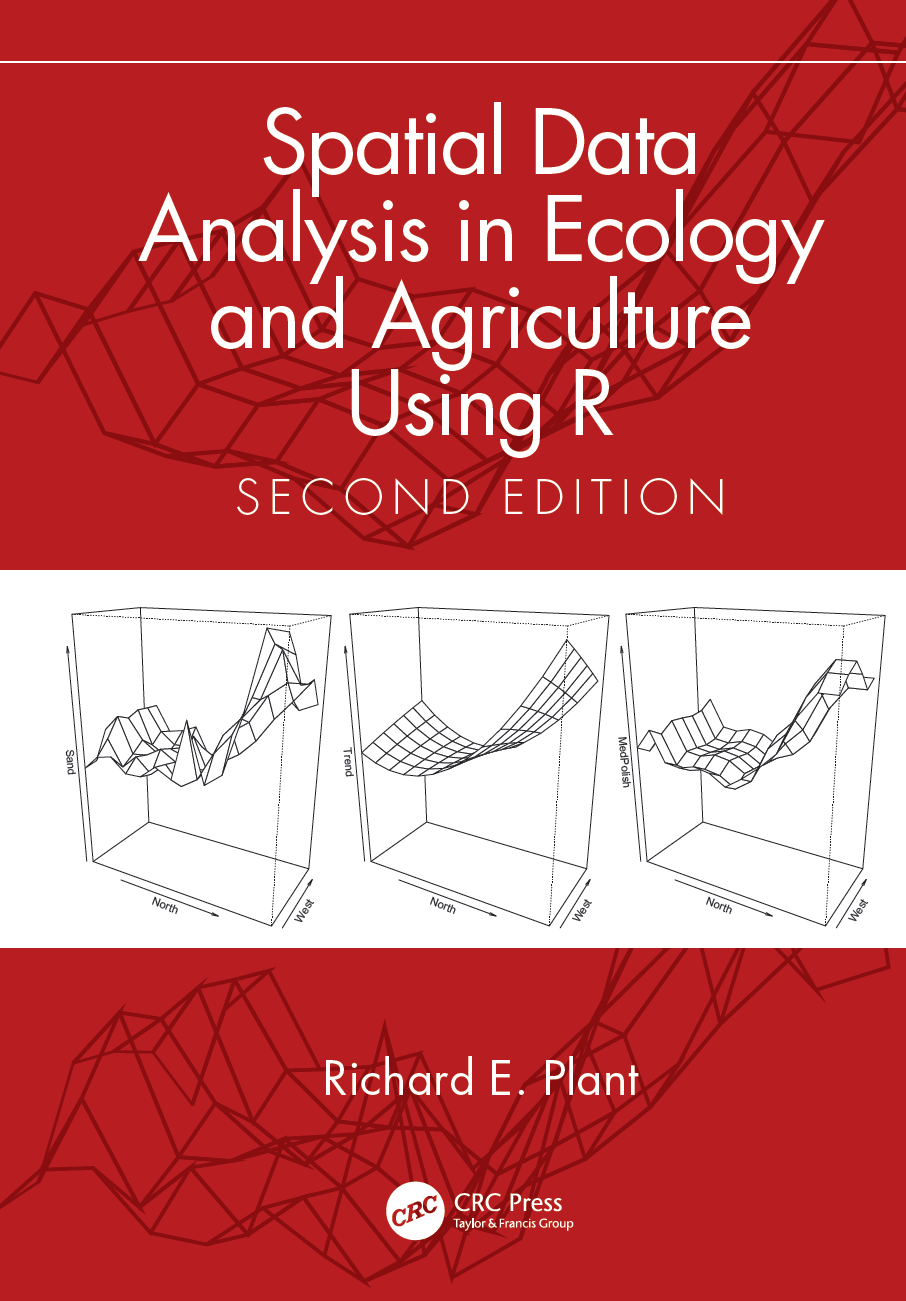 Spatial Data
Analysis in Ecology
and Agriculture
Using R
SECOND EDITION
Sand
North
West
Trend
North
West
MedPolish
North
West
Richard E. Plant
CRC
CRC Press
Taylor & Francis Group